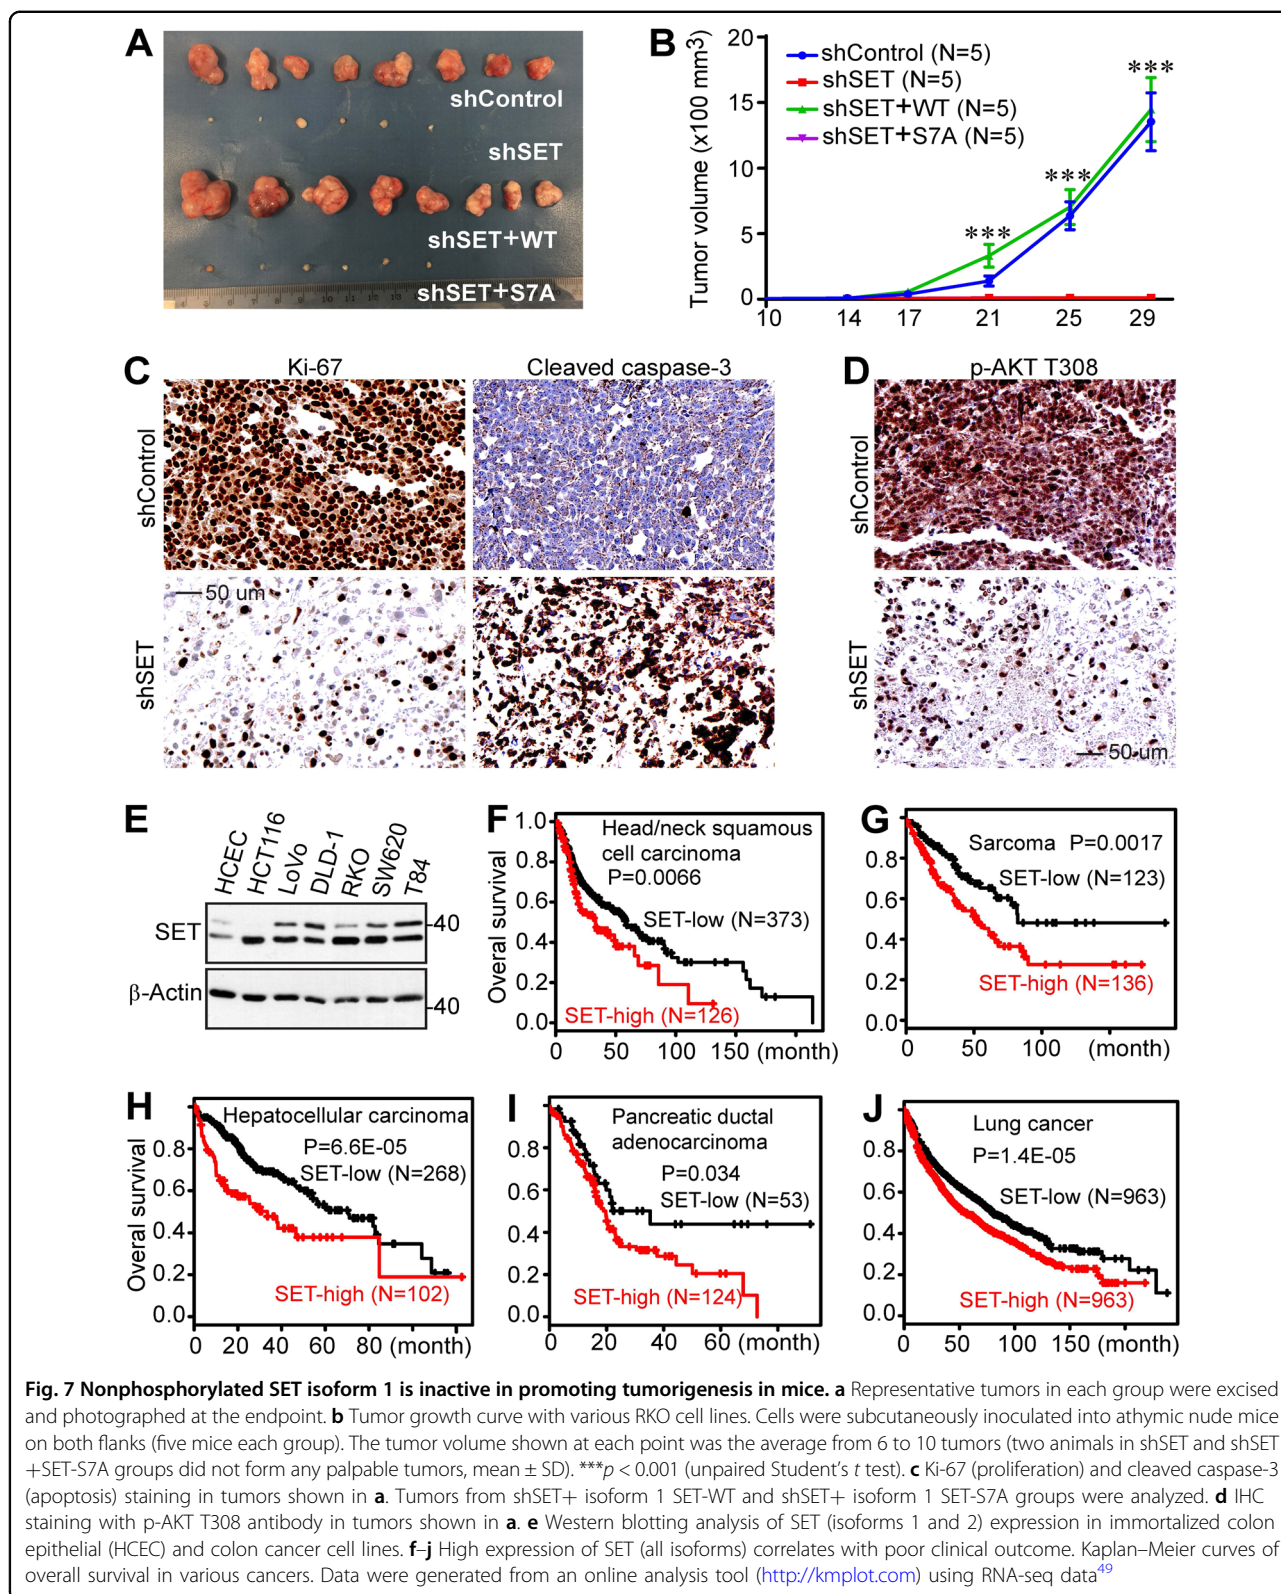 A
shControl
shSET
shSET+WT
shSET+S7A
B
Tumor volume (x100 mm3)
20
15
10
5
0
10 14 17 21 25 29
shControl (N=5)
shSET (N=5)
shSET+WT (N=5)
shSET+S7A (N=5)
***
***
***
C
Ki-67
Cleaved caspase-3
shControl
shSET
50 um
D
p-AKT T308
50 um
E
HCEC
HCT116
LoVo
DLD-1
RKO
SW620
T84
SET
-40
β-Actin
-40
F
Overal survival
1.0
0.8
0.6
0.4
0.2
0.0
Head/neck squamous
cell carcinoma
P=0.0066
SET-low (N=373)
SET-high (N=126)
0 50 100 150 (month)
G
0.8
0.6
0.4
0.2
0.0
Sarcoma P=0.0017
SET-low (N=123)
SET-high (N=136)
0 50 100 (month)
H
Overal survival
0.8
0.6
0.4
0.2
0.0
Hepatocellular carcinoma
P=6.6E-05
SET-low (N=268)
SET-high (N=102)
0 20 40 60 80 (month)
I
0.8
0.6
0.4
0.2
0.0
Pancreatic ductal
adenocarcinoma
P=0.034
SET-low (N=53)
SET-high (N=124)
0 20 40 60 (month)
J
0.8
0.6
0.4
0.2
0.0
Lung cancer
P=1.4E-05
SET-low (N=963)
SET-high (N=963)
0 50 100 150 (month)
Fig. 7 Nonphosphorylated SET isoform 1 is inactive in promoting tumorigenesis in mice. a Representative tumors in each group were excised
and photographed at the endpoint. b Tumor growth curve with various RKO cell lines. Cells were subcutaneously inoculated into athymic nude mice
on both flanks (five mice each group). The tumor volume shown at each point was the average from 6 to 10 tumors (two animals in shSET and shSET
+SET-S7A groups did not form any palpable tumors, mean ± SD). ***p < 0.001 (unpaired Student's t test). c Ki-67 (proliferation) and cleaved caspase-3
(apoptosis) staining in tumors shown in a. Tumors from shSET+ isoform 1 SET-WT and shSET+ isoform 1 SET-S7A groups were analyzed. d IHC
staining with p-AKT T308 antibody in tumors shown in a. e Western blotting analysis of SET (isoforms 1 and 2) expression in immortalized colon
epithelial (HCEC) and colon cancer cell lines. f–j High expression of SET (all isoforms) correlates with poor clinical outcome. Kaplan–Meier curves of
overall survival in various cancers. Data were generated from an online analysis tool (http://kmplot.com) using RNA-seq data49